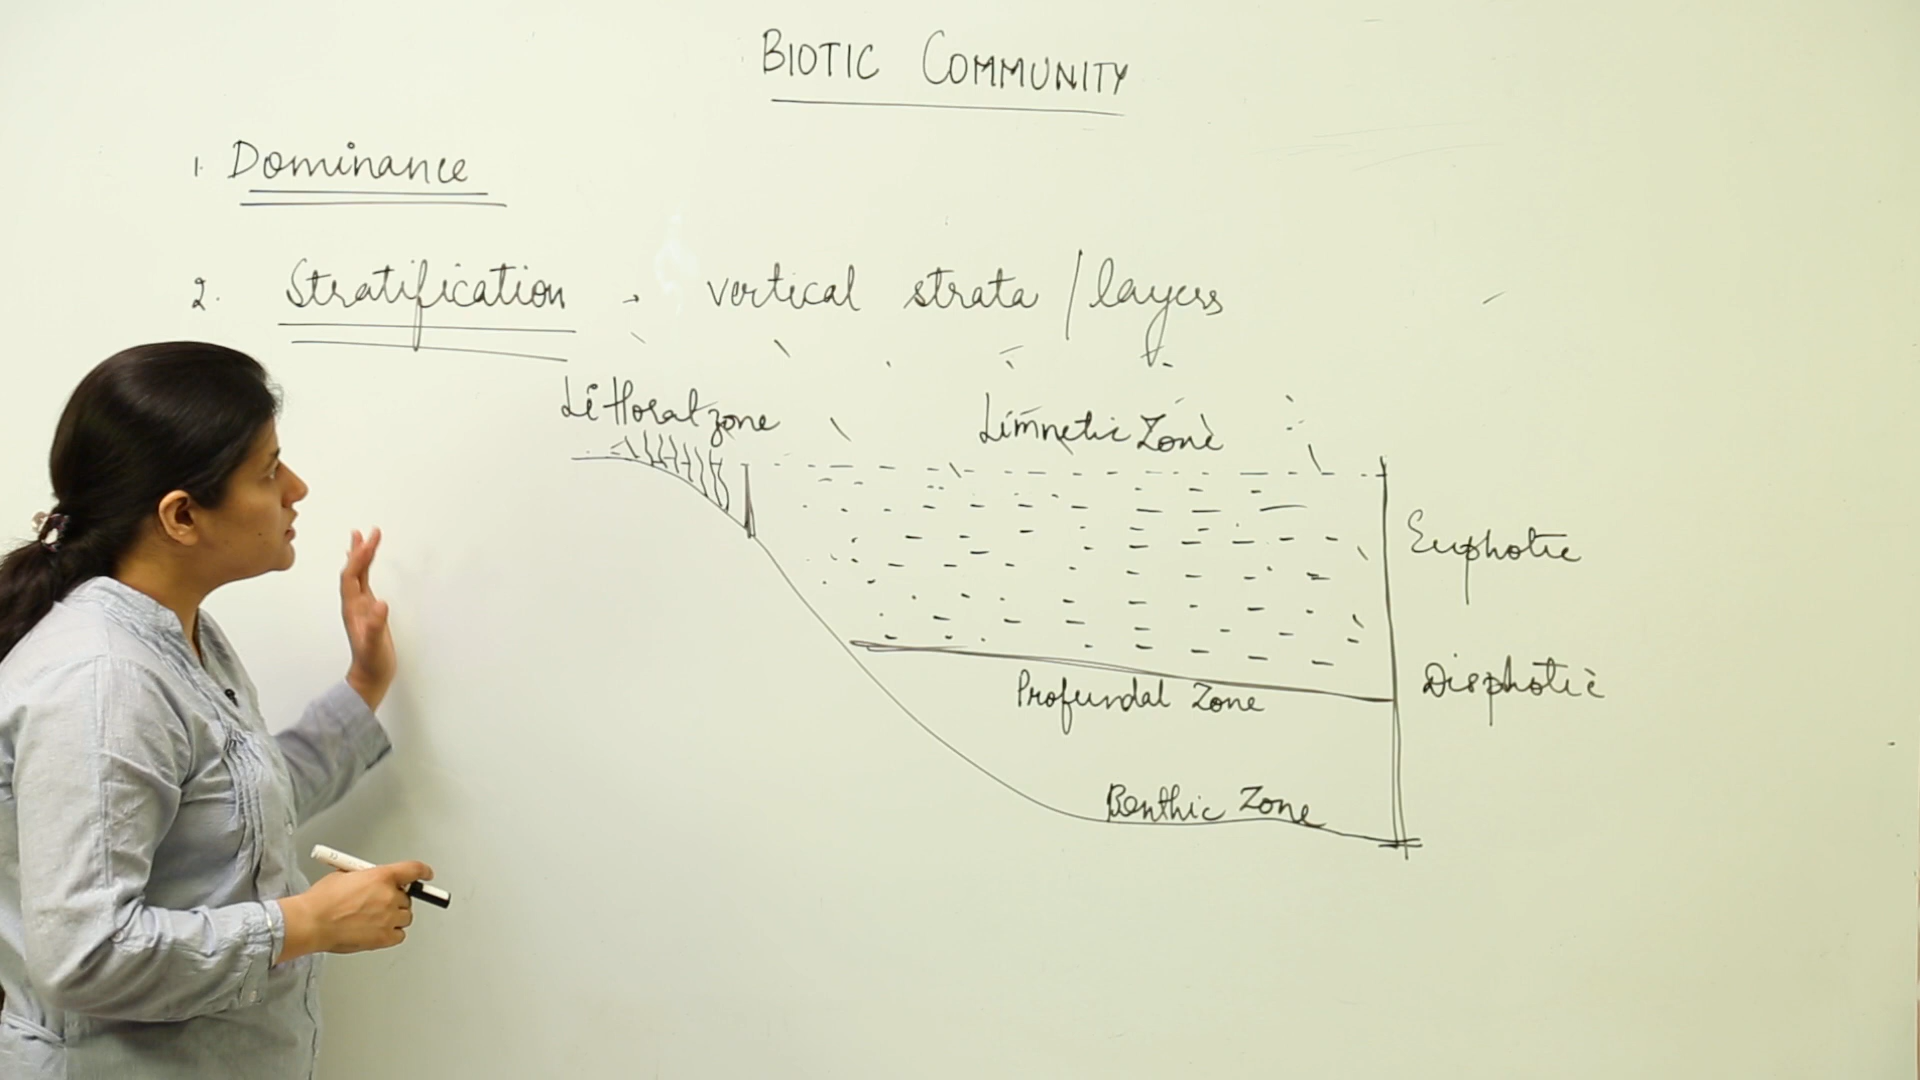 BIOTIC COMMUNITY
1. Dominance
2. Stratification → vertical strata / layers
Littoral zone
Limnetic Zone
Euphotic
Disphotic
Profundal Zone
Benthic Zone